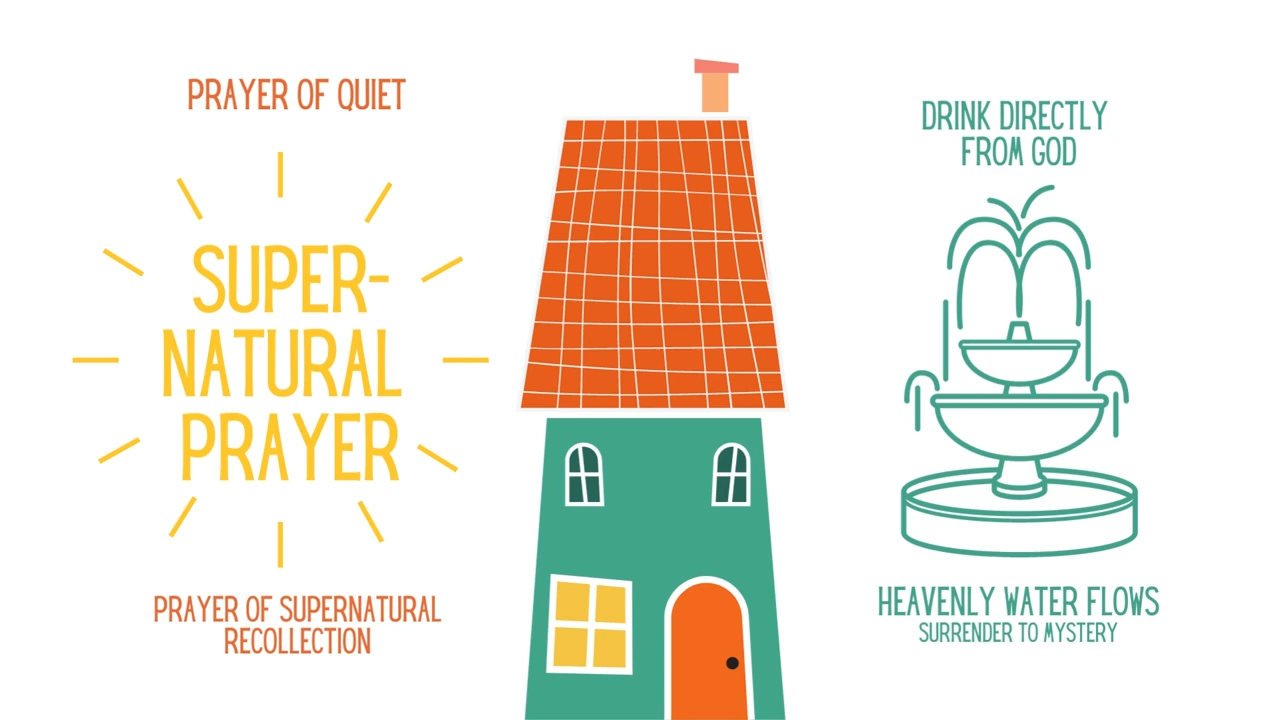 PRAYER OF QUIET
SUPER-
NATURAL
PRAYER
PRAYER OF SUPERNATURAL
RECOLLECTION
DRINK DIRECTLY
FROM GOD
HEAVENLY WATER FLOWS
SURRENDER TO MYSTERY